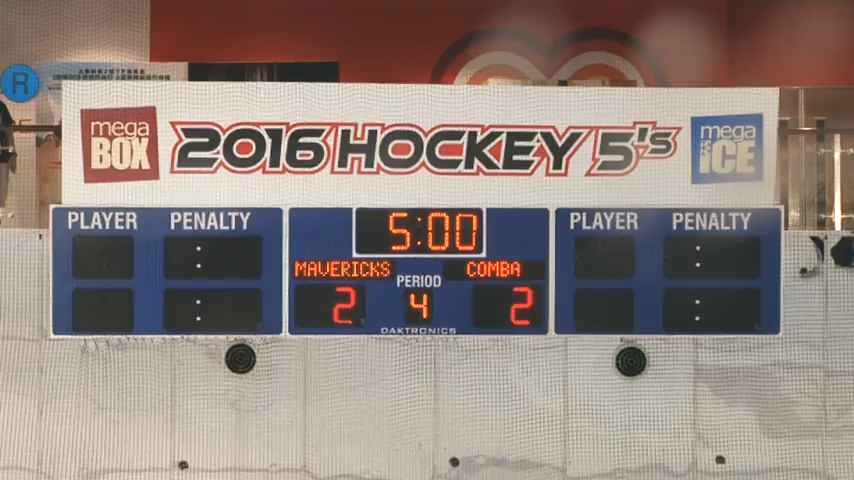 R
mega BOX
2016 HOCKEY 5's
mega ICE
PLAYER PENALTY
5:00
PLAYER PENALTY
: :
MAVERICKS PERIOD COMBA
2 4 2
: :
DAKTRONICS